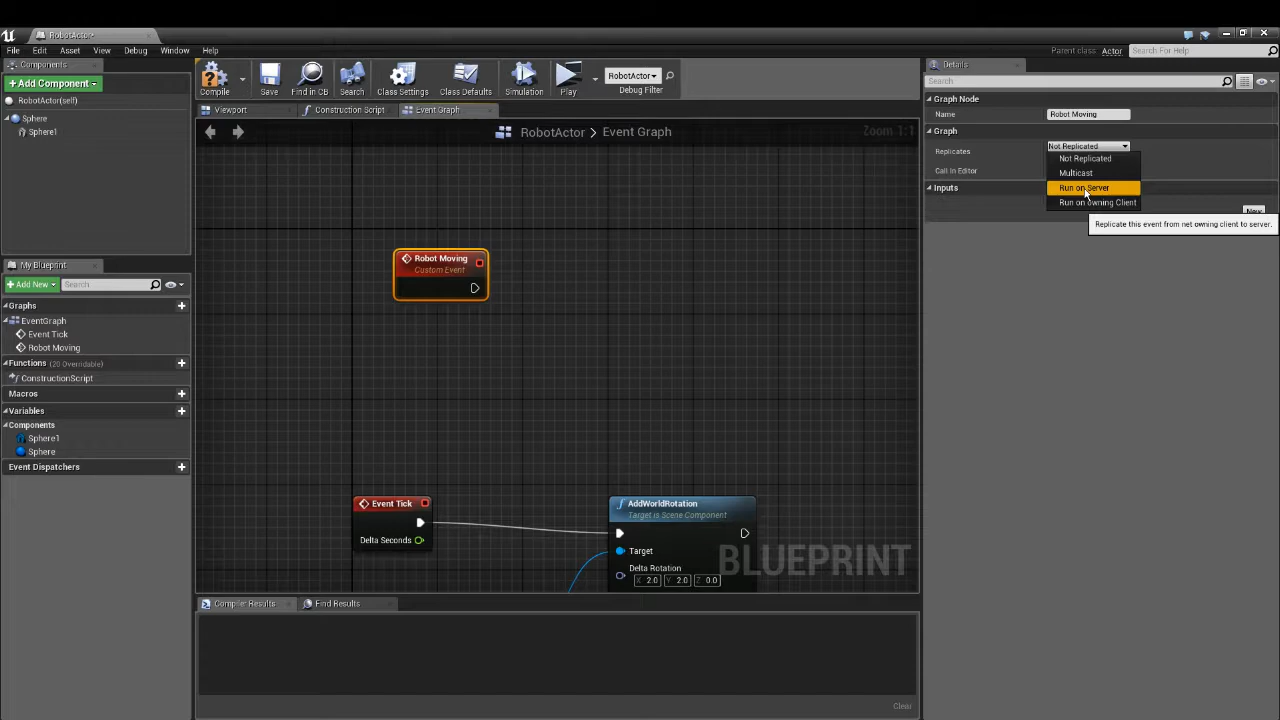 RobotActor*
File Edit Asset View Debug Window Help
Parent class: Actor Search For Help
Components
Add Component
RobotActor(self)
Sphere
Sphere1
My Blueprint
Add New Search
Graphs
EventGraph
Event Tick
Robot Moving
Functions (20 Overridable)
ConstructionScript
Macros
Variables
Components
Sphere1
Sphere
Event Dispatchers
Compile Save Find in CB Search Class Settings Class Defaults Simulation Play
RobotActor
Debug Filter
Viewport Construction Script Event Graph
RobotActor > Event Graph
Zoom 1:1
Robot Moving
Custom Event
Event Tick
Delta Seconds
AddWorldRotation
Target is Scene Component
Target
Delta Rotation
X 2.0 Y 2.0 Z 0.0
BLUEPRINT
Compiler Results Find Results
Clear
Details
Search
Graph Node
Name Robot Moving
Graph
Replicates Not Replicated
Not Replicated
Multicast
Run on Server
Run on owning Client
Call In Editor
Inputs
New
Replicate this event from net owning client to server.